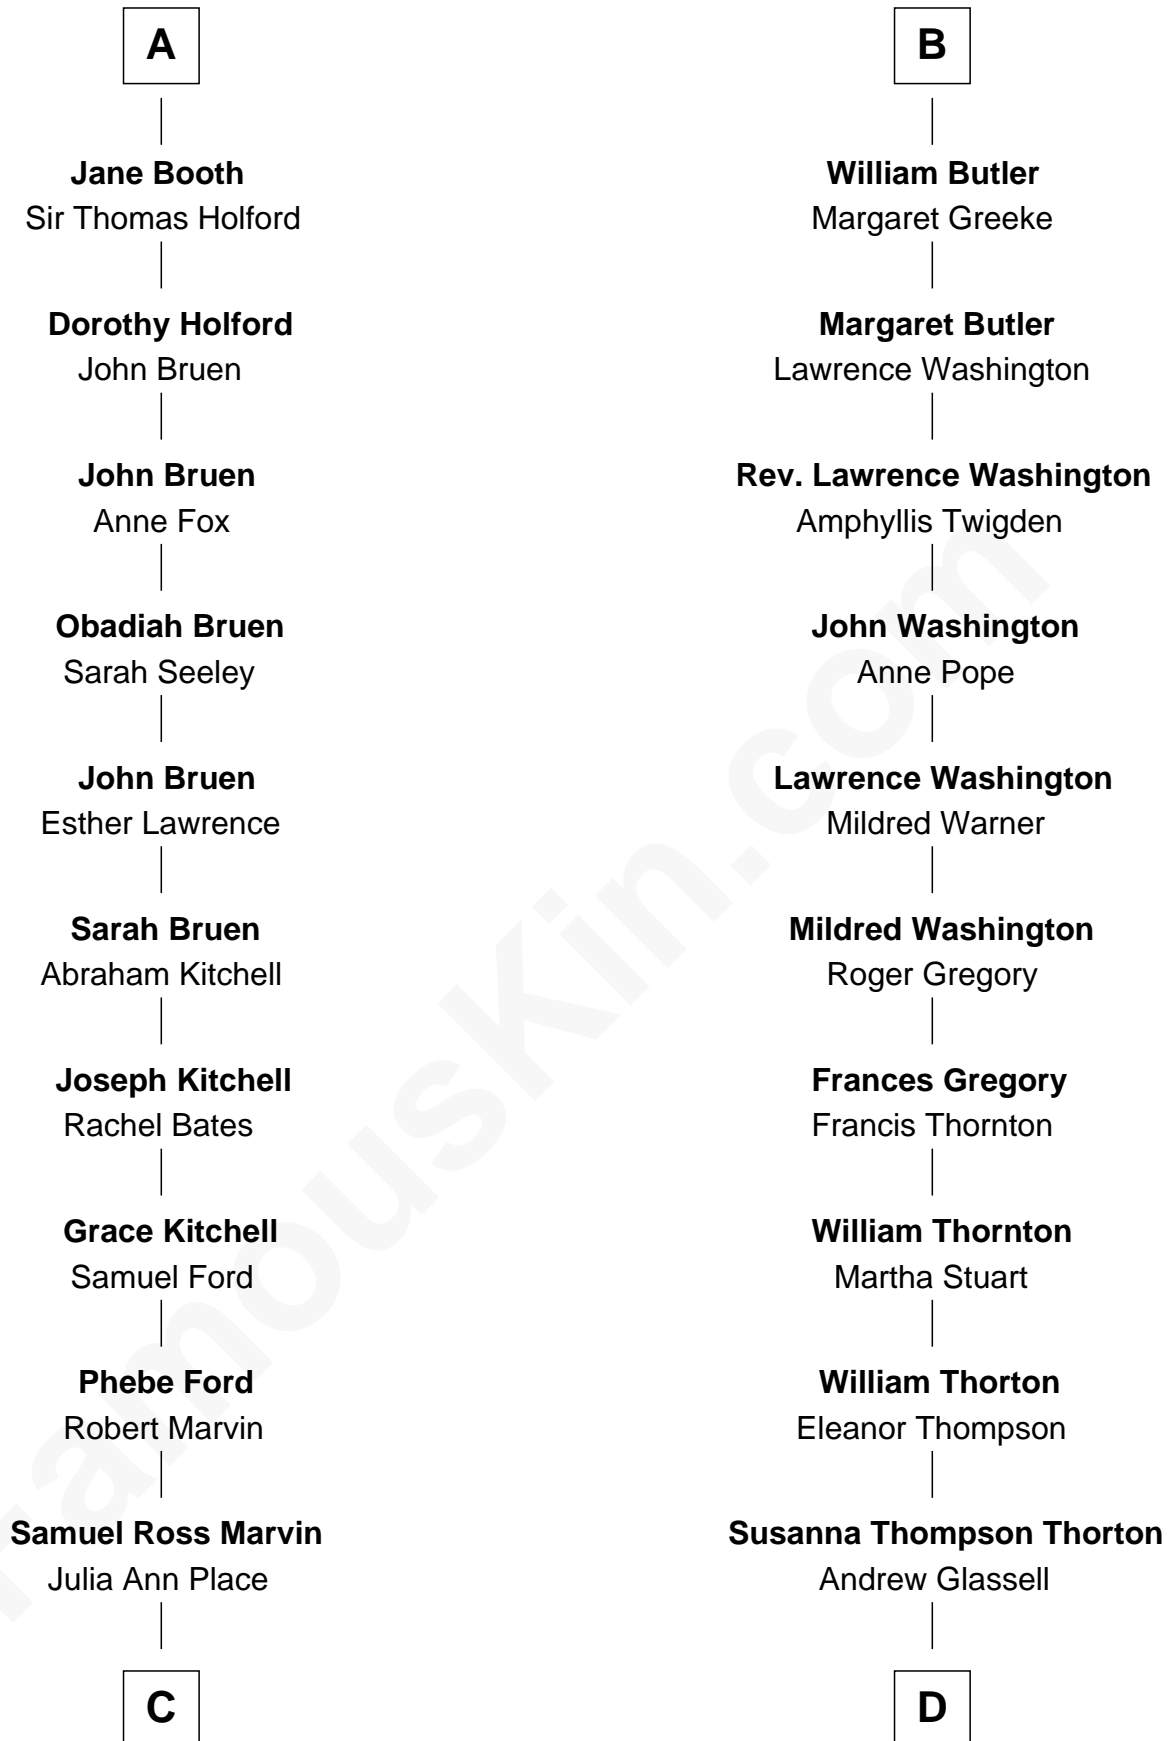 A
Jane Booth
Sir Thomas Holford
Dorothy Holford
John Bruen
John Bruen
Anne Fox
Obadiah Bruen
Sarah Seeley
John Bruen
Esther Lawrence
Sarah Bruen
Abraham Kitchell
Joseph Kitchell
Rachel Bates
Grace Kitchell
Samuel Ford
Phebe Ford
Robert Marvin
Samuel Ross Marvin
Julia Ann Place
C
B
William Butler
Margaret Greeke
Margaret Butler
Lawrence Washington
Rev. Lawrence Washington
Amphyllis Twigden
John Washington
Anne Pope
Lawrence Washington
Mildred Warner
Mildred Washington
Roger Gregory
Frances Gregory
Francis Thornton
William Thornton
Martha Stuart
William Thorton
Eleanor Thompson
Susanna Thompson Thorton
Andrew Glassell
D
FamousKin.com